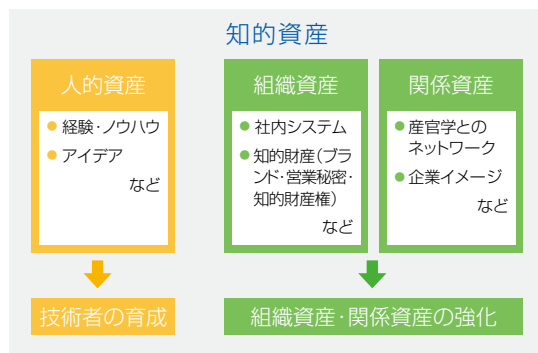 知的資産
人的資産
● 経験・ノウハウ
● アイデア
など
組織資産
● 社内システム
● 知的財産（ブラ
ンド・営業秘密・
知的財産権）
など
関係資産
● 産官学との
ネットワーク
● 企業イメージ
など
技術者の育成
組織資産・関係資産の強化